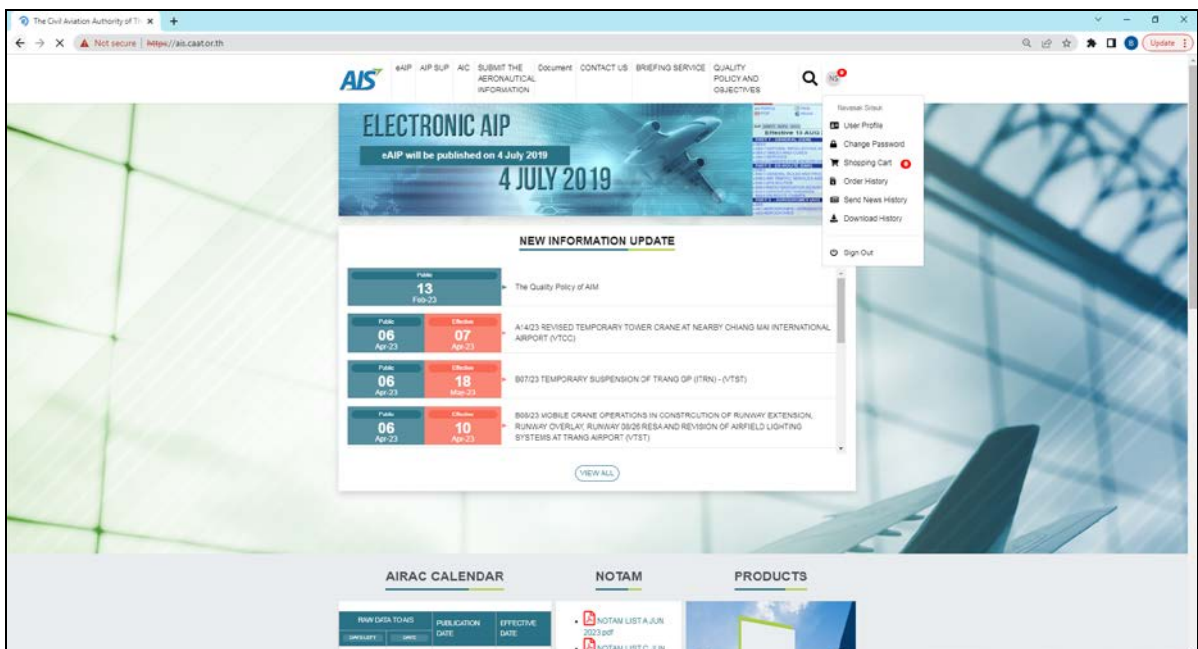 The Civil Aviation Authority of Th
Not secure | https://ais.caat.or.th
Update
AIS
eAIP
AIP SUP
AIC
SUBMIT THE
AERONAUTICAL
INFORMATION
Document
CONTACT US
BRIEFING SERVICE
QUALITY
POLICY AND
OBJECTIVES
NS
User Profile
Change Password
Shopping Cart
Order History
Send News History
Download History
Sign Out
ELECTRONIC AIP
eAIP will be published on 4 July 2019
4 JULY 2019
NEW INFORMATION UPDATE
Public
13
Feb-23
The Quality Policy of AIM
Public
06
Apr-23
Effective
07
Apr-23
A14/23 REVISED TEMPORARY TOWER CRANE AT NEARBY CHIANG MAI INTERNATIONAL
AIRPORT (VTCC)
Public
06
Apr-23
Effective
18
May-23
B07/23 TEMPORARY SUSPENSION OF TRANG GP (ITRN) - (VTST)
Public
06
Apr-23
Effective
10
Apr-23
B08/23 MOBILE CRANE OPERATIONS IN CONSTRCUTION OF RUNWAY EXTENSION,
RUNWAY OVERLAY, RUNWAY 08/26 RESA AND REVISION OF AIRFIELD LIGHTING
SYSTEMS AT TRANG AIRPORT (VTST)
VIEW ALL
AIRAC CALENDAR
RAW DATA TO AIS
DAYS LEFT
DATE
PUBLICATION
DATE
EFFECTIVE
DATE
NOTAM
NOTAM LIST A JUN
2023.pdf
NOTAM LIST C JUN
PRODUCTS